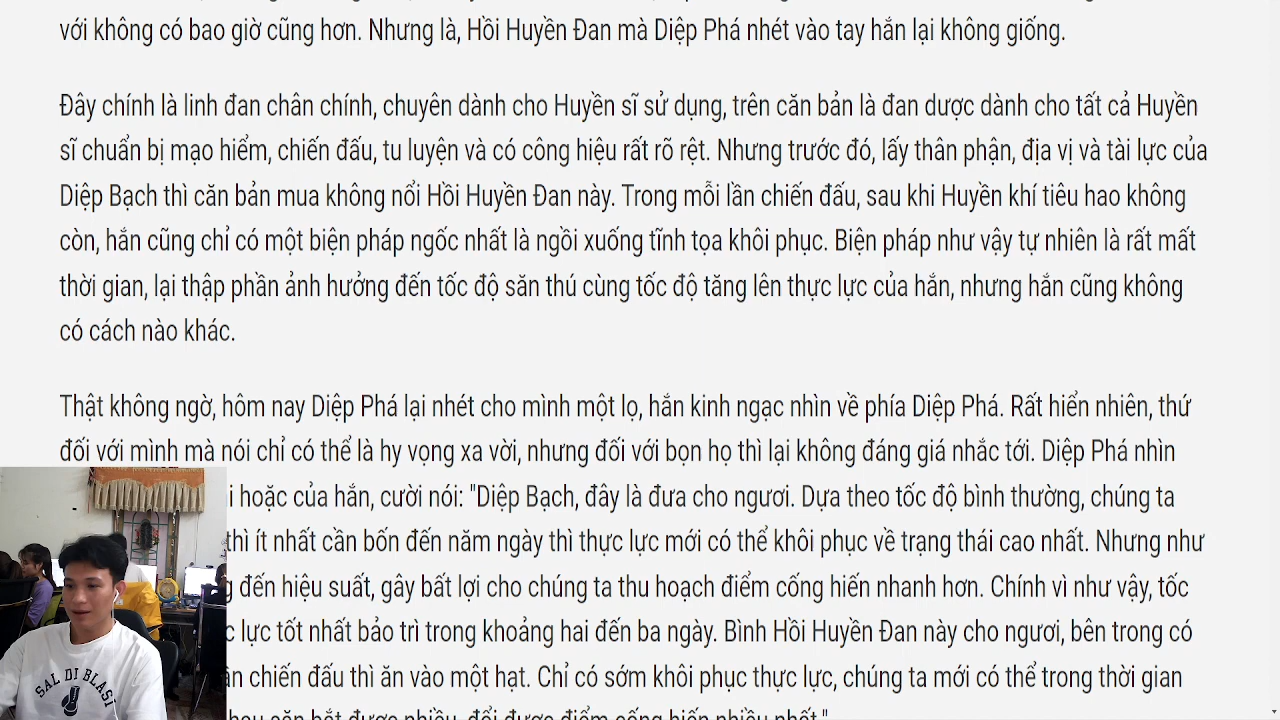 với không có bao giờ cũng hơn. Nhưng là, Hồi Huyền Đan mà Diệp Phá nhét vào tay hắn lại không giống.
Đây chính là linh đan chân chính, chuyên dành cho Huyền sĩ sử dụng, trên căn bản là đan dược dành cho tất cả Huyền
sĩ chuẩn bị mạo hiểm, chiến đấu, tu luyện và có công hiệu rất rõ rệt. Nhưng trước đó, lấy thân phận, địa vị và tài lực của
Diệp Bạch thì căn bản mua không nổi Hồi Huyền Đan này. Trong mỗi lần chiến đấu, sau khi Huyền khí tiêu hao không
còn, hắn cũng chỉ có một biện pháp ngốc nhất là ngồi xuống tĩnh tọa khôi phục. Biện pháp như vậy tự nhiên là rất mất
thời gian, lại thập phần ảnh hưởng đến tốc độ săn thú cùng tốc độ tăng lên thực lực của hắn, nhưng hắn cũng không
có cách nào khác.
Thật không ngờ, hôm nay Diệp Phá lại nhét cho mình một lọ, hắn kinh ngạc nhìn về phía Diệp Phá. Rất hiển nhiên, thứ
đối với mình mà nói chỉ có thể là hy vọng xa vời, nhưng đối với bọn họ thì lại không đáng giá nhắc tới. Diệp Phá nhìn
i hoặc của hắn, cười nói: "Diệp Bạch, đây là đưa cho ngươi. Dựa theo tốc độ bình thường, chúng ta
thì ít nhất cần bốn đến năm ngày thì thực lực mới có thể khôi phục về trạng thái cao nhất. Nhưng như
g đến hiệu suất, gây bất lợi cho chúng ta thu hoạch điểm cống hiến nhanh hơn. Chính vì như vậy, tốc
c lực tốt nhất bảo trì trong khoảng hai đến ba ngày. Bình Hồi Huyền Đan này cho ngươi, bên trong có
ần chiến đấu thì ăn vào một hạt. Chỉ có sớm khôi phục thực lực, chúng ta mới có thể trong thời gian
hau săn bắt được nhiều, đổi được điểm cống hiến nhiều nhất."
SAL DI BLASI